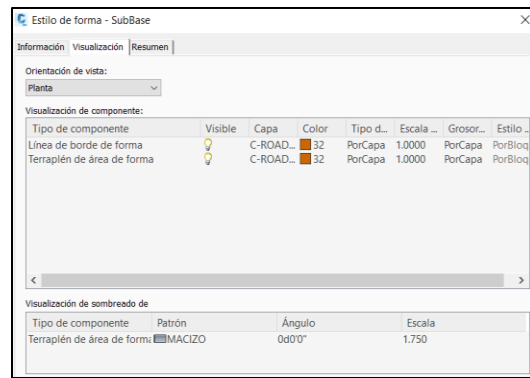 Estilo de forma - SubBase
Información Visualización Resumen
Orientación de vista:
Planta
Visualización de componente:
Tipo de componente Visible Capa Color Tipo d... Escala ... Grosor... Estilo ..
Línea de borde de forma C-ROAD... 32 PorCapa 1.0000 PorCapa PorBloq
Terraplén de área de forma C-ROAD... 32 PorCapa 1.0000 PorCapa PorBloq
Visualización de sombreado de
Tipo de componente Patrón Ángulo Escala
Terraplén de área de forma MACIZO 0d0'0" 1.750